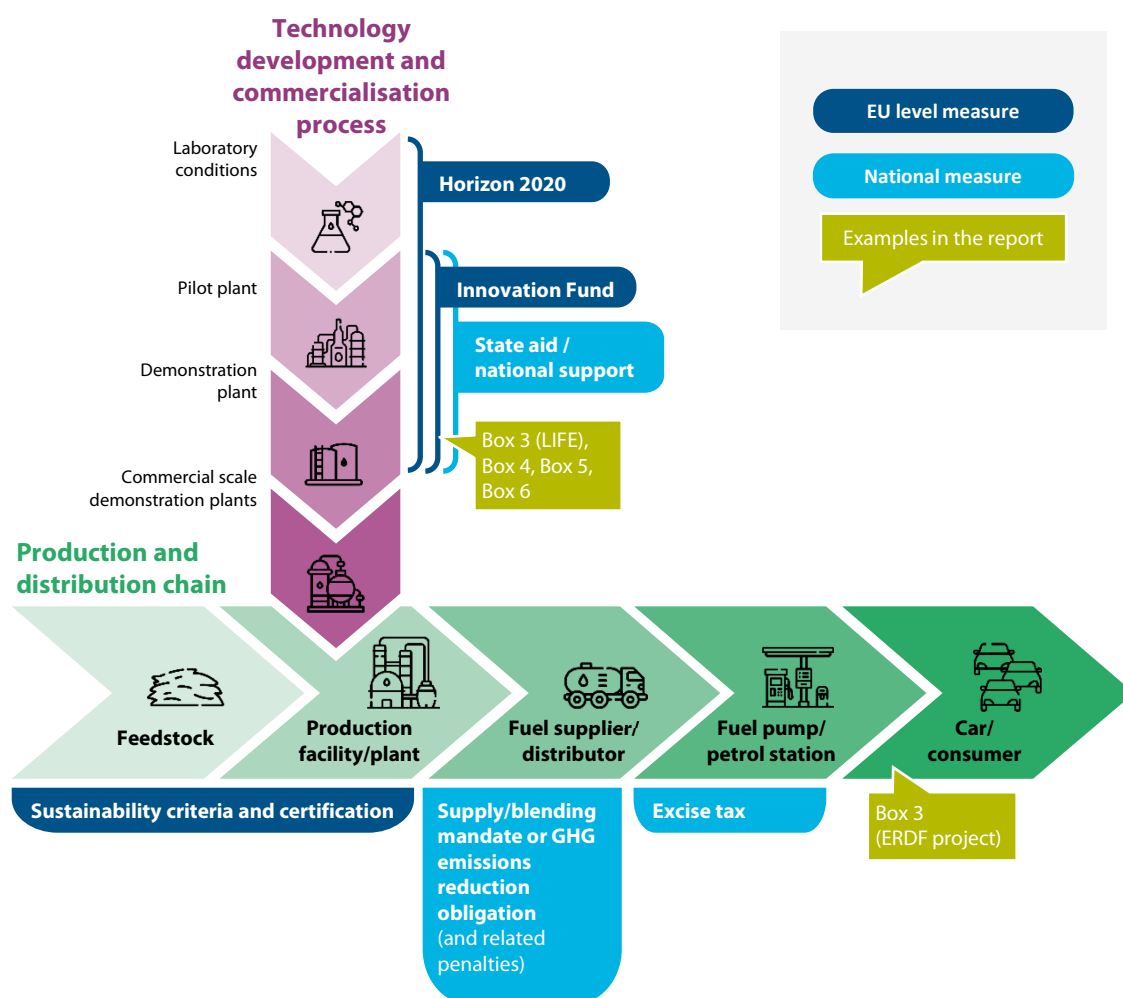 Technology
development and
commercialisation
process
Laboratory
conditions
Horizon 2020
Pilot plant
Innovation Fund
State aid /
national support
Demonstration
plant
Box 3 (LIFE),
Box 4, Box 5,
Box 6
Commercial scale
demonstration plants
EU level measure
National measure
Examples in the report
Production and
distribution chain
Feedstock
Production
facility/plant
Fuel supplier/
distributor
Fuel pump/
petrol station
Car/
consumer
Sustainability criteria and certification
Supply/blending
mandate or GHG
emissions
reduction
obligation
(and related
penalties)
Excise tax
Box 3
(ERDF project)